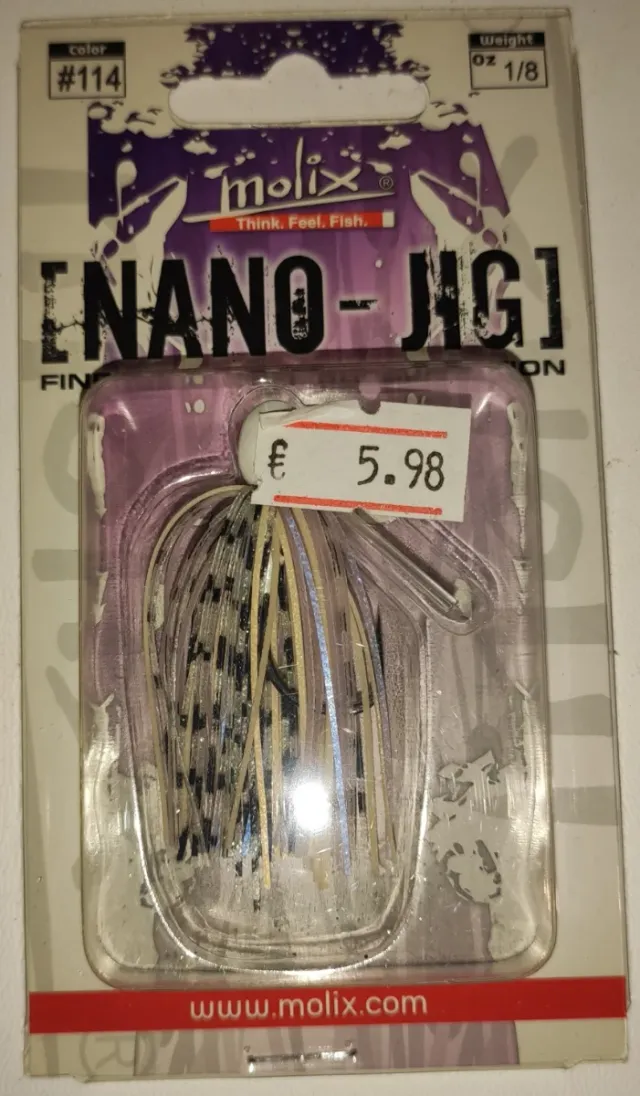 color
#114
Weight
Oz 1/8
molix ®
Think. Feel. Fish.
[NANO-JIG]
€ 5.98
www.molix.com